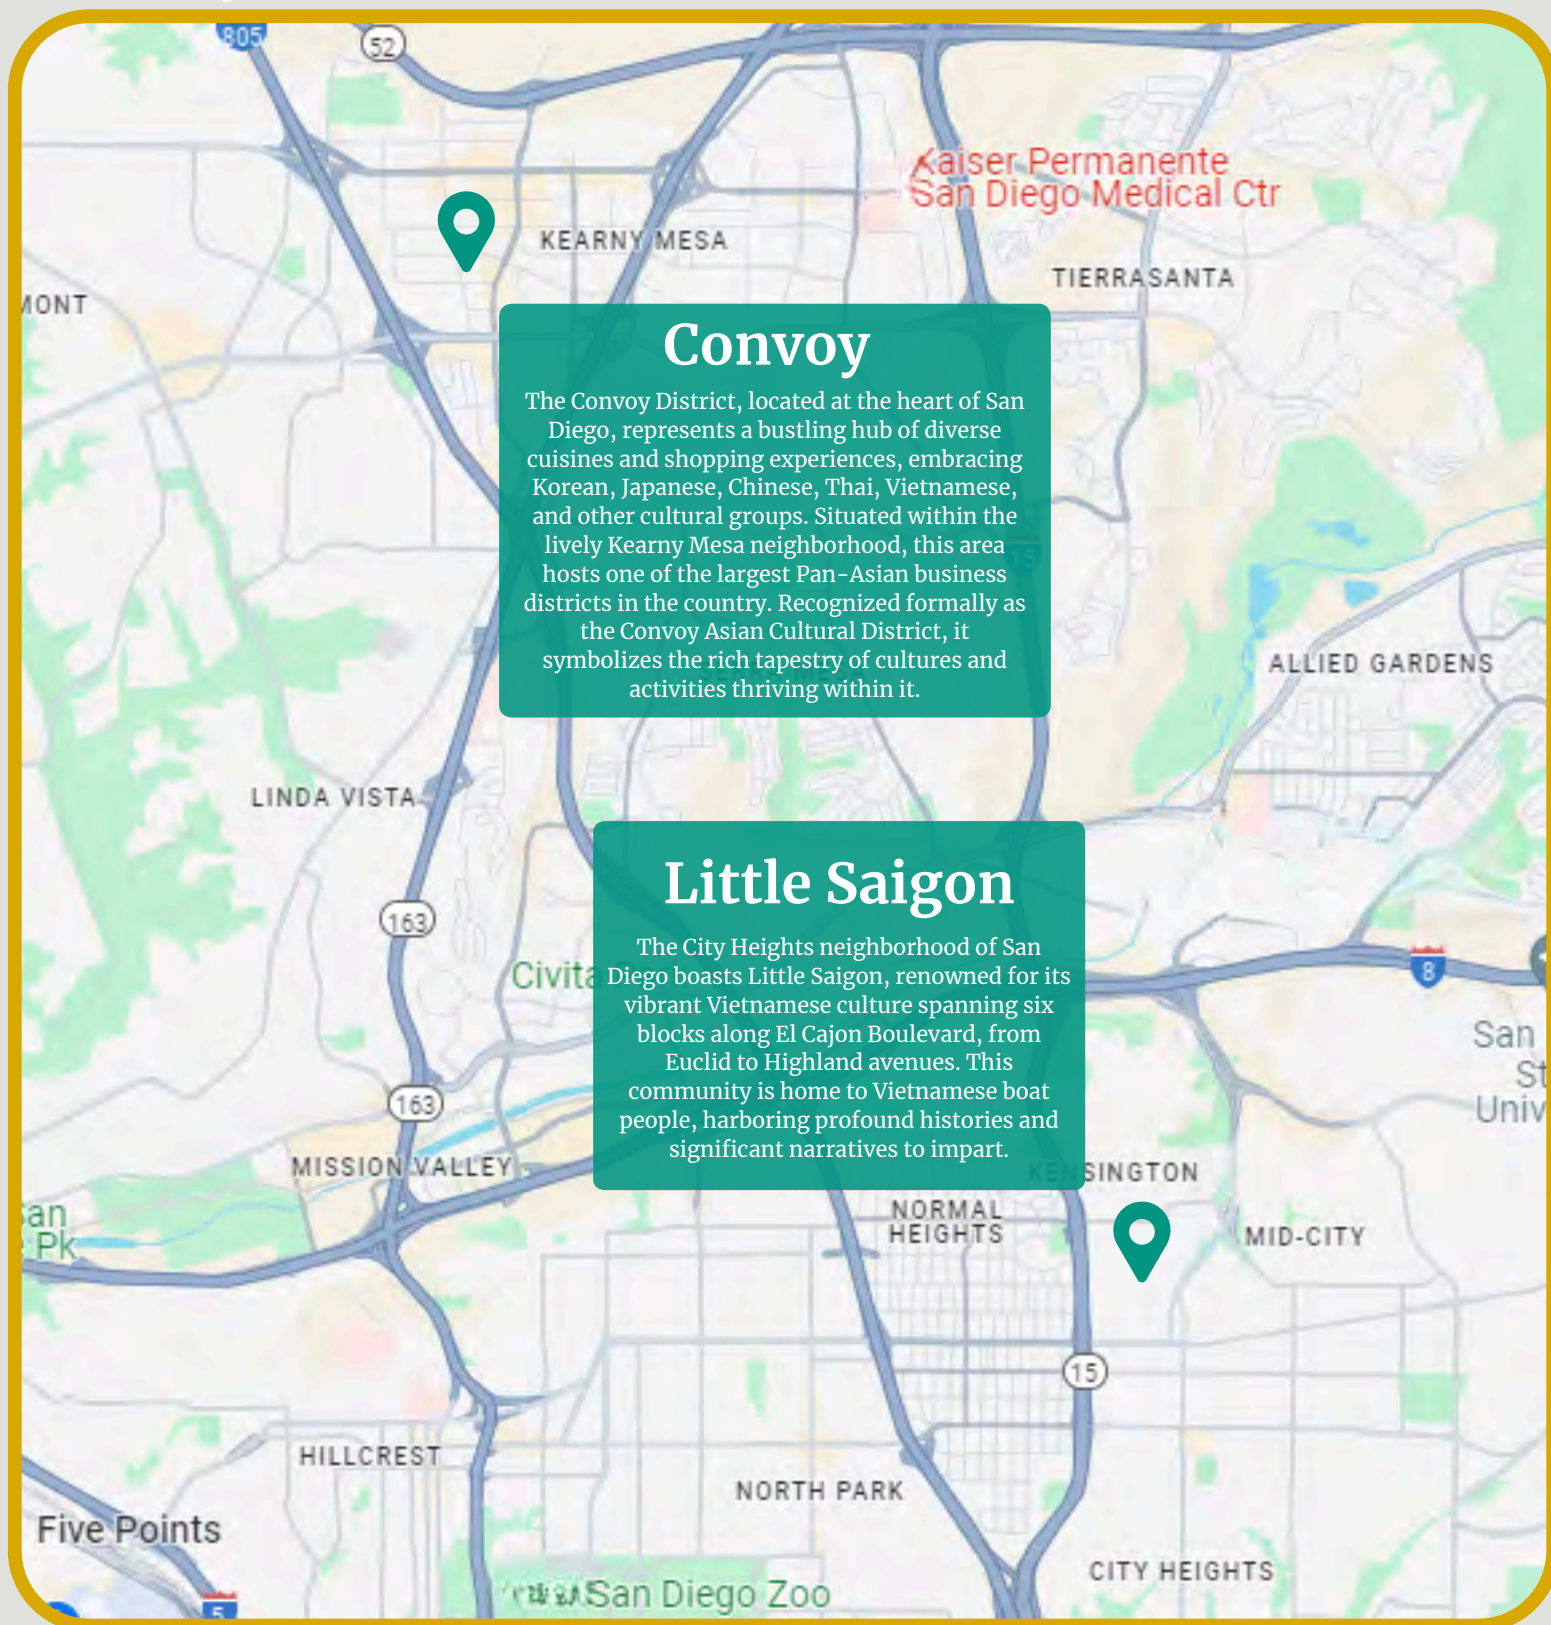 805
52
Kaiser Permanente
San Diego Medical Ctr
KEARNY MESA
TIERRASANTA
MONT
Convoy
The Convoy District, located at the heart of San
Diego, represents a bustling hub of diverse
cuisines and shopping experiences, embracing
Korean, Japanese, Chinese, Thai, Vietnamese,
and other cultural groups. Situated within the
lively Kearny Mesa neighborhood, this area
hosts one of the largest Pan-Asian business
districts in the country. Recognized formally as
the Convoy Asian Cultural District, it
symbolizes the rich tapestry of cultures and
activities thriving within it.
15
ALLIED GARDENS
LINDA VISTA
Little Saigon
The City Heights neighborhood of San
Diego boasts Little Saigon, renowned for its
vibrant Vietnamese culture spanning six
blocks along El Cajon Boulevard, from
Euclid to Highland avenues. This
community is home to Vietnamese boat
people, harboring profound histories and
significant narratives to impart.
163
Civita
8
San
St
Univ
163
MISSION VALLEY
KENSINGTON
san
Pk
NORMAL
HEIGHTS
MID-CITY
15
HILLCREST
NORTH PARK
Five Points
CITY HEIGHTS
San Diego Zoo
5